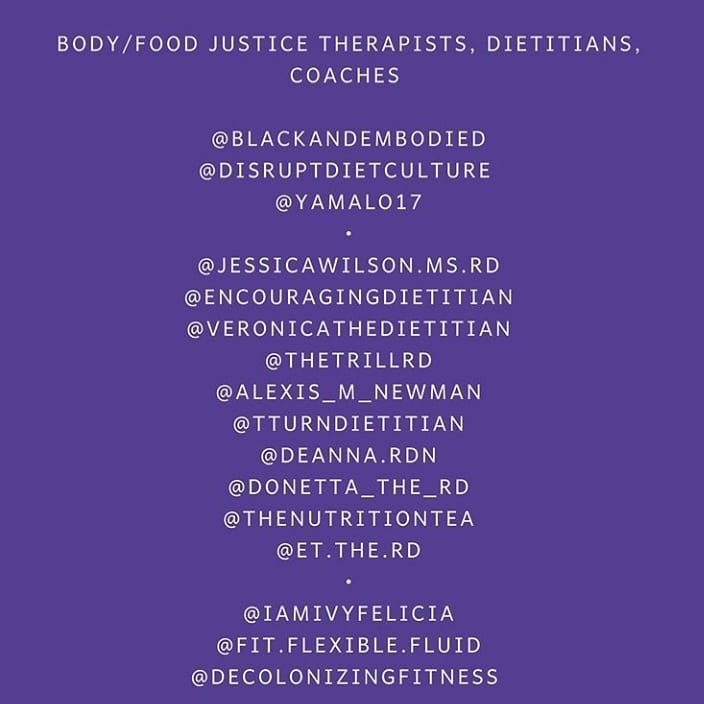 BODY/FOOD JUSTICE THERAPISTS, DIETITIANS,
COACHES
@BLACKANDEMBODIED
@DISRUPTDIETCULTURE
@YAMALO17
•
@JESSICAWILSON.MS.RD
@ENCOURAGINGDIETITIAN
@VERONICATHEDIETITIAN
@THETRILLRD
@ALEXIS_M_NEWMAN
@TTURNDIETITIAN
@DEANNA.RDN
@DONETTA_THE_RD
@THENUTRITIONTEA
@ET.THE.RD
•
@IAMIVYFELICIA
@FIT.FLEXIBLE.FLUID
@DECOLONIZINGFITNESS